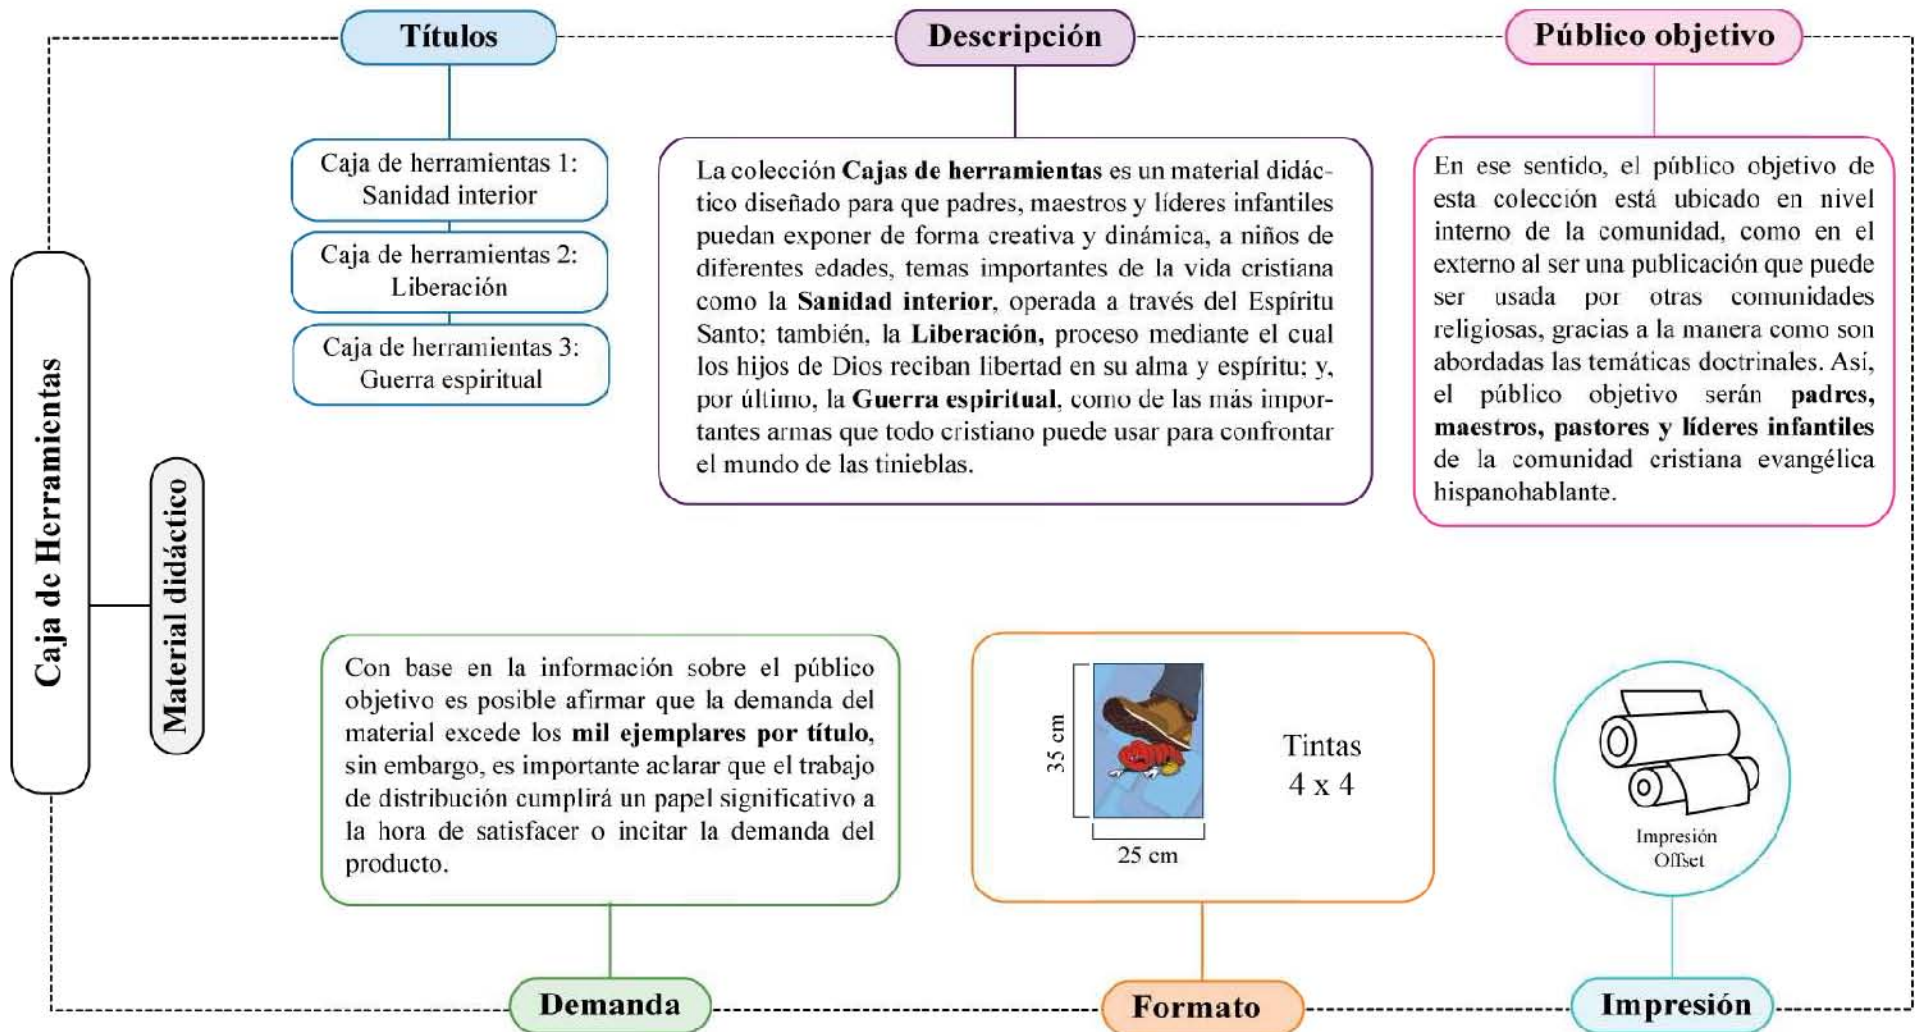 Caja de Herramientas
Material didáctico
Títulos
Caja de herramientas 1:
Sanidad interior
Caja de herramientas 2:
Liberación
Caja de herramientas 3:
Guerra espiritual
Descripción
La colección Cajas de herramientas es un material didác-
tico diseñado para que padres, maestros y líderes infantiles
puedan exponer de forma creativa y dinámica, a niños de
diferentes edades, temas importantes de la vida cristiana
como la Sanidad interior, operada a través del Espíritu
Santo; también, la Liberación, proceso mediante el cual
los hijos de Dios reciban libertad en su alma y espíritu; y,
por último, la Guerra espiritual, como de las más impor-
tantes armas que todo cristiano puede usar para confrontar
el mundo de las tinieblas.
Público objetivo
En ese sentido, el público objetivo de
esta colección está ubicado en nivel
interno de la comunidad, como en el
externo al ser una publicación que puede
ser usada por otras comunidades
religiosas, gracias a la manera como son
abordadas las temáticas doctrinales. Así,
el público objetivo serán padres,
maestros, pastores y líderes infantiles
de la comunidad cristiana evangélica
hispanohablante.
Con base en la información sobre el público
objetivo es posible afirmar que la demanda del
material excede los mil ejemplares por título,
sin embargo, es importante aclarar que el trabajo
de distribución cumplirá un papel significativo a
la hora de satisfacer o incitar la demanda del
producto.
Demanda
35 cm
25 cm
Tintas
4 x 4
Formato
Impresión
Offset
Impresión